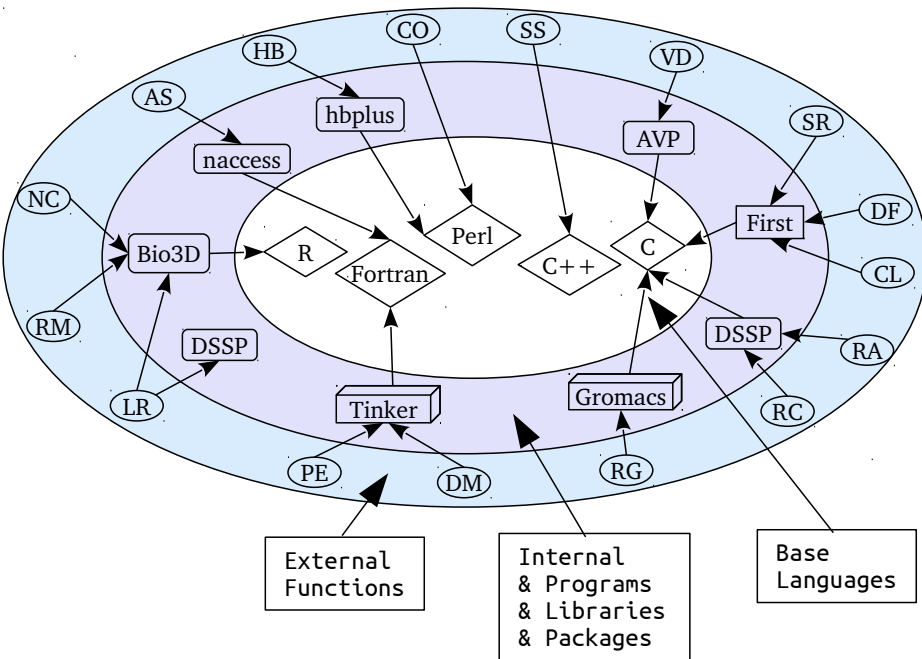 CO
SS
HB
VD
AS
hbplus
SR
AVP
naccess
NC
DF
First
Perl
Bio3D
R
C
C++
Fortran
CL
RM
DSSP
DSSP
RA
LR
Tinker
Gromacs
RC
PE
DM
RG
External
Functions
Internal
& Programs
& Libraries
& Packages
Base
Languages